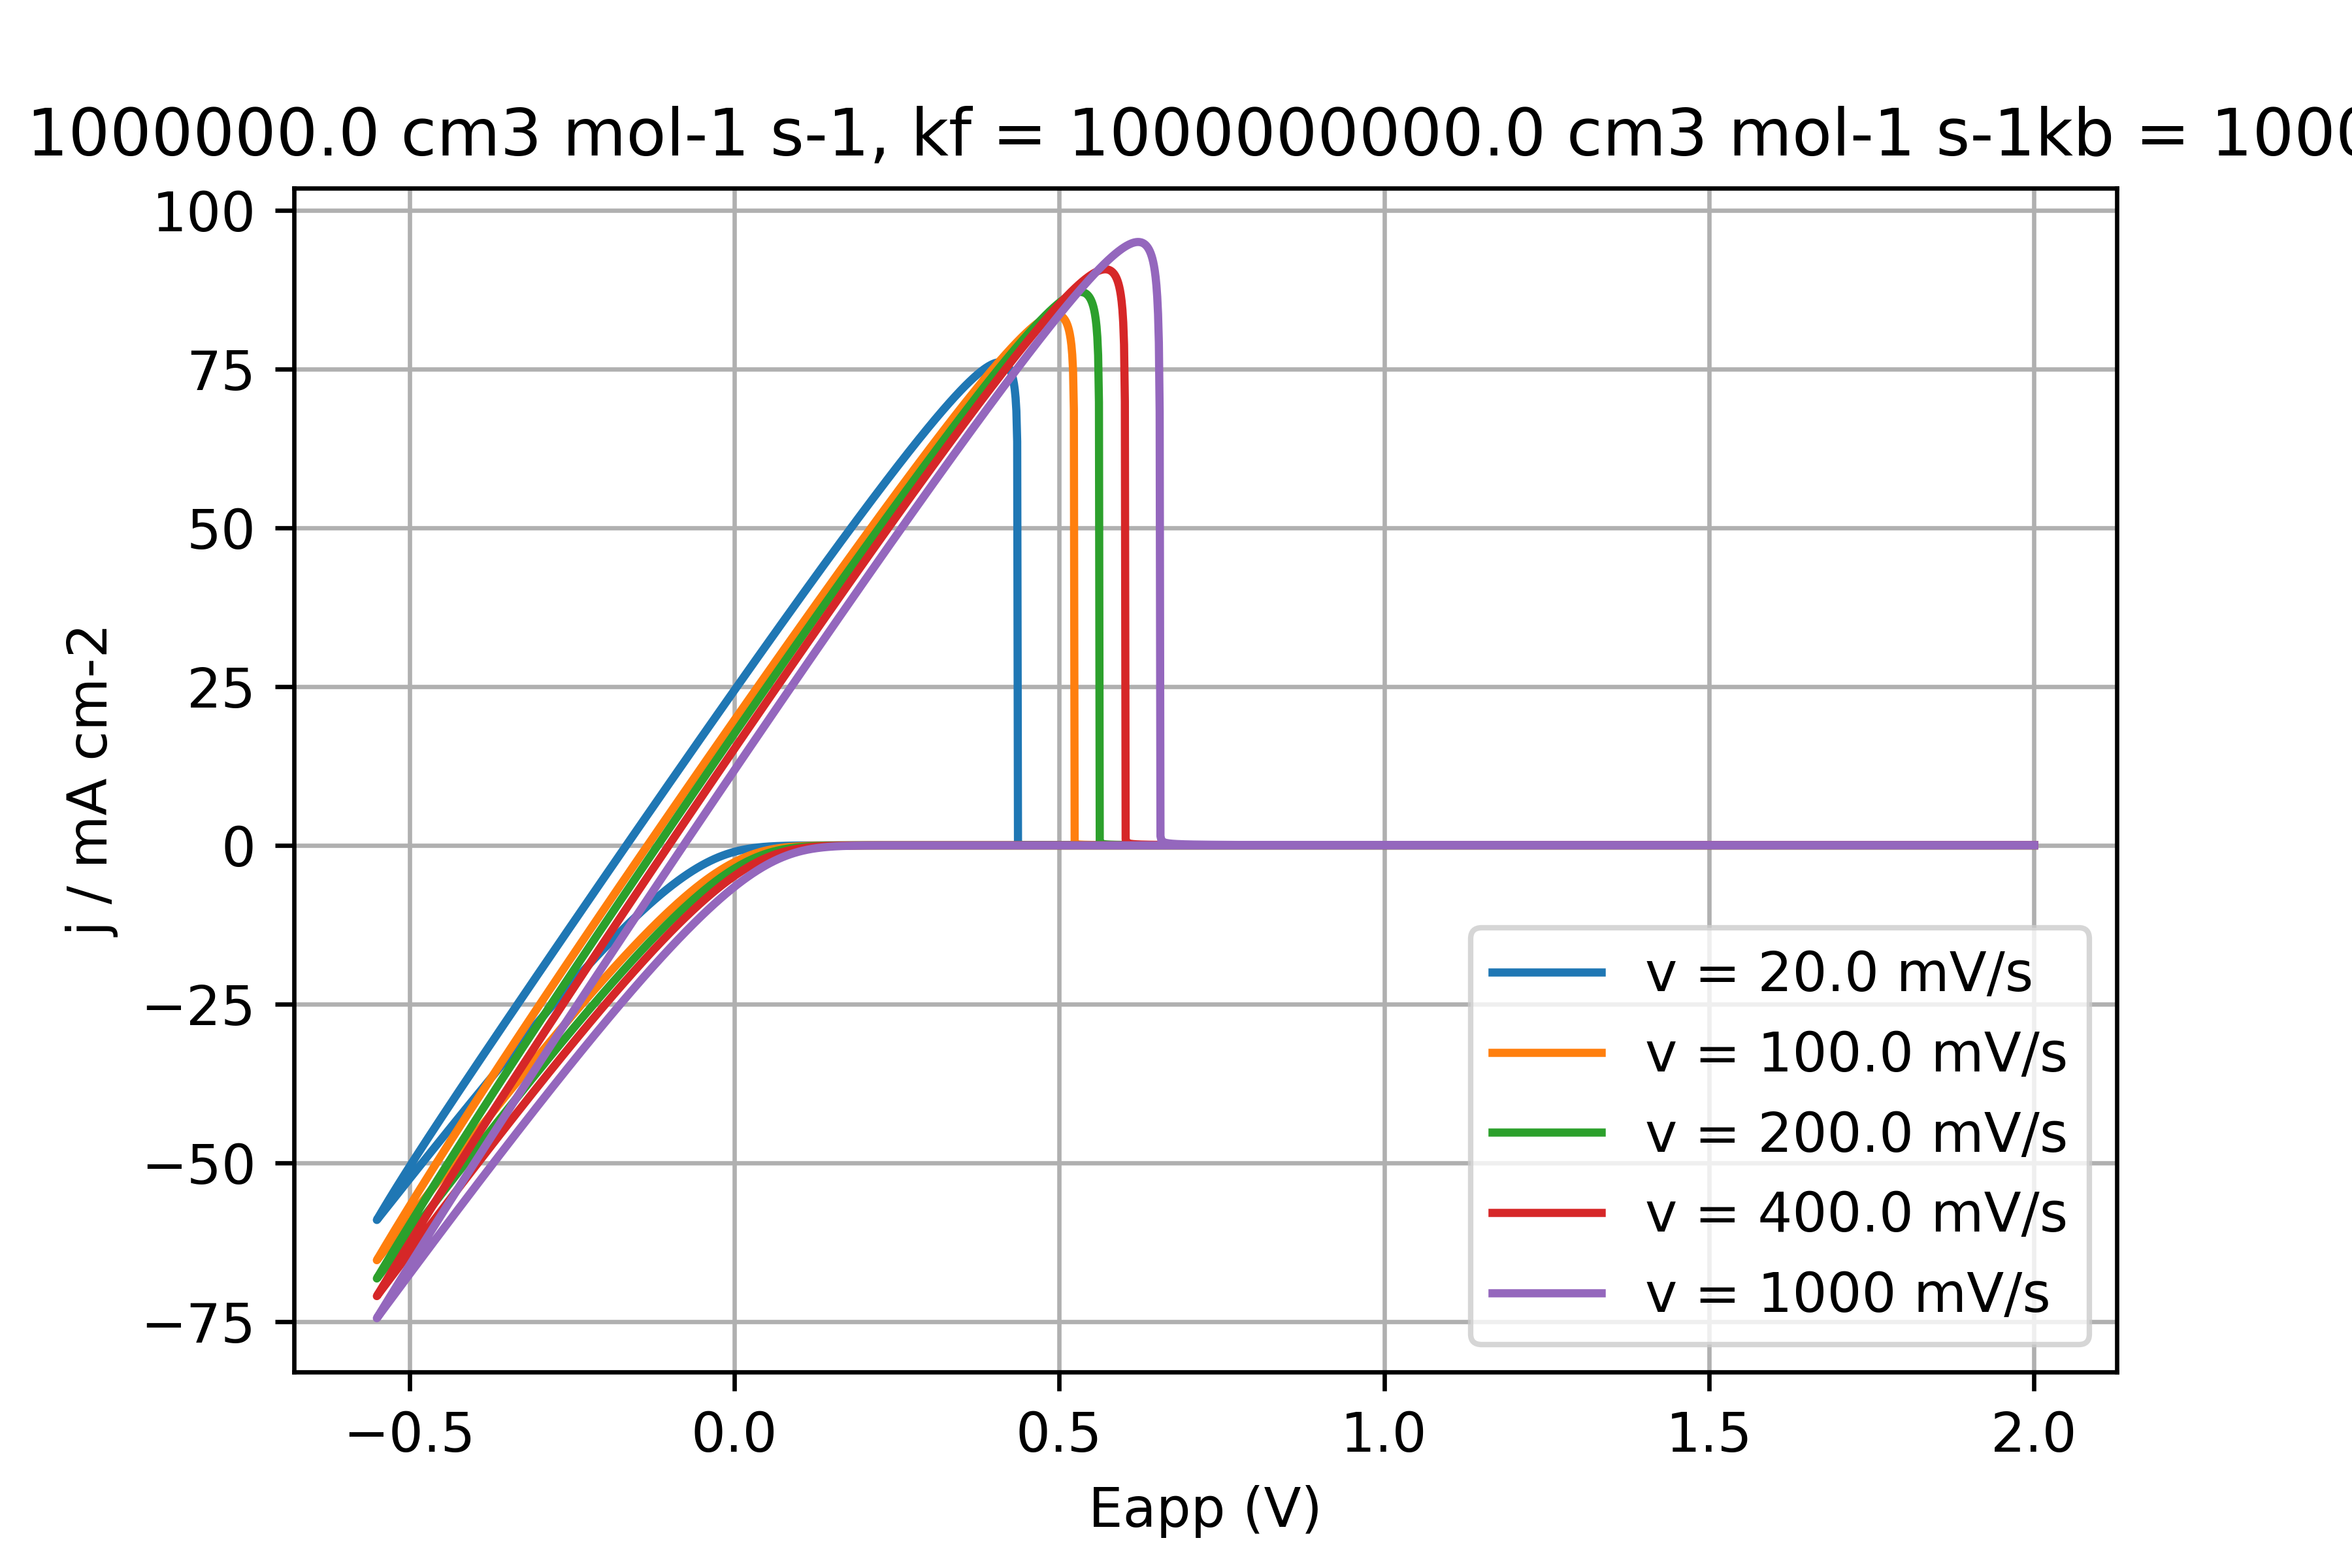 1000000.0 cm3 mol-1 s-1, kf = 1000000000.0 cm3 mol-1 s-1kb = 1000
100
75
50
25
0
−25
−50
−75
j / mA cm-2
v = 20.0 mV/s
v = 100.0 mV/s
v = 200.0 mV/s
v = 400.0 mV/s
v = 1000 mV/s
−0.5 0.0 0.5 1.0 1.5 2.0
Eapp (V)